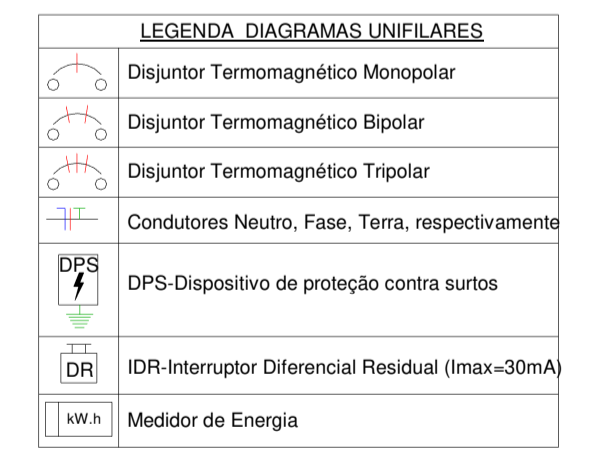 LEGENDA DIAGRAMAS UNIFILARES
Disjuntor Termomagnético Monopolar
Disjuntor Termomagnético Bipolar
Disjuntor Termomagnético Tripolar
Condutores Neutro, Fase, Terra, respectivamente
DPS
DPS-Dispositivo de proteção contra surtos
DR
IDR-Interruptor Diferencial Residual (Imax=30mA)
kW.h
Medidor de Energia